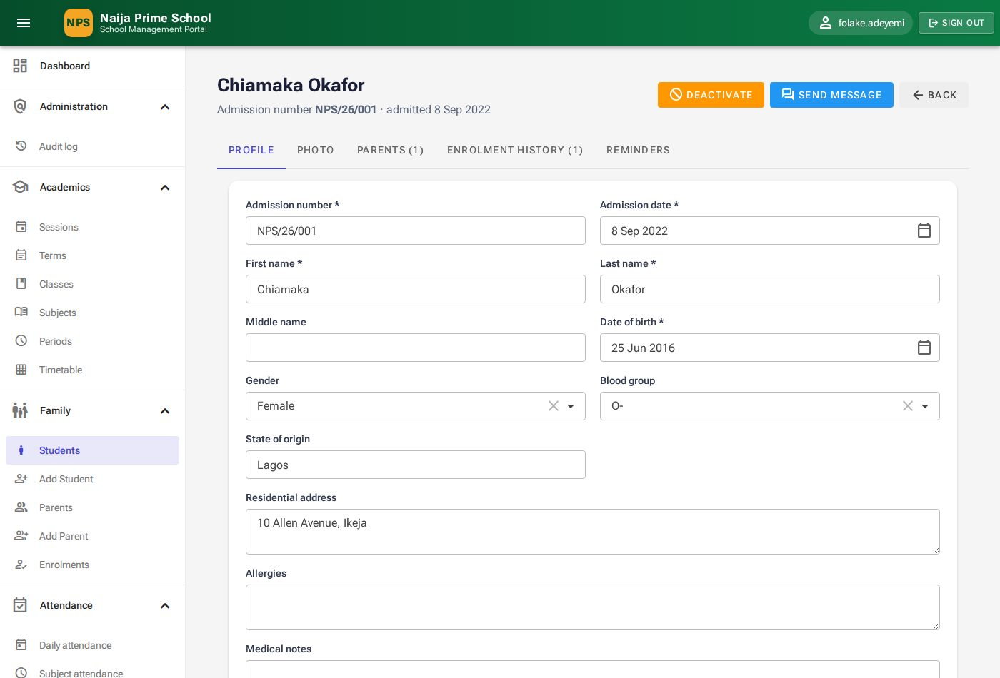 NPS
Naija Prime School
School Management Portal
folake.adeyemi
SIGN OUT
Dashboard
Administration
Audit log
Academics
Sessions
Terms
Classes
Subjects
Periods
Timetable
Family
Students
Add Student
Parents
Add Parent
Enrolments
Attendance
Daily attendance
Subject attendance
Chiamaka Okafor
Admission number NPS/26/001 · admitted 8 Sep 2022
DEACTIVATE
SEND MESSAGE
BACK
PROFILE
PHOTO
PARENTS (1)
ENROLMENT HISTORY (1)
REMINDERS
Admission number *
NPS/26/001
Admission date *
8 Sep 2022
First name *
Chiamaka
Last name *
Okafor
Middle name
Date of birth *
25 Jun 2016
Gender
Female
Blood group
O-
State of origin
Lagos
Residential address
10 Allen Avenue, Ikeja
Allergies
Medical notes